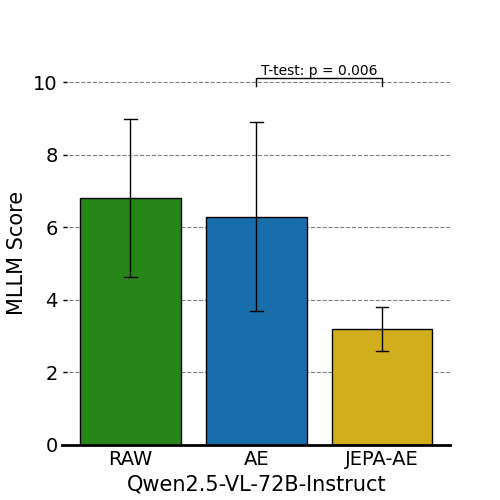 T-test: p = 0.006
10
8
6
4
2
0
MLLM Score
RAW AE JEPA-AE
Qwen2.5-VL-72B-Instruct